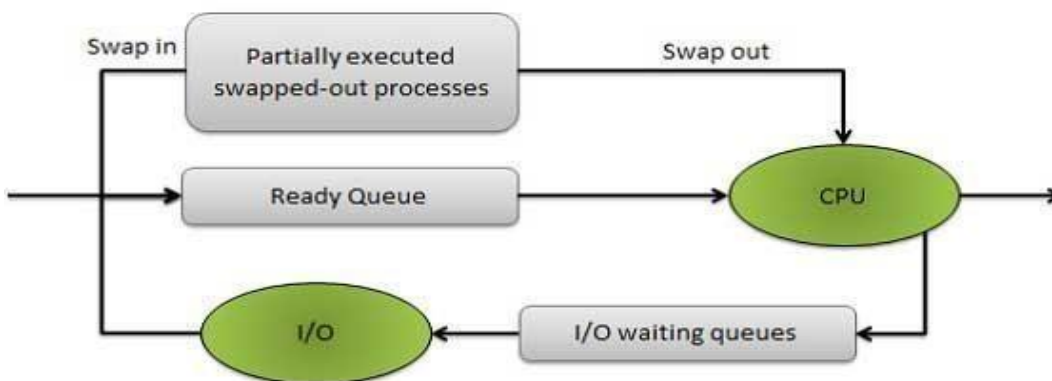 Swap in
Partially executed
swapped-out processes
Swap out
Ready Queue
CPU
I/O
I/O waiting queues